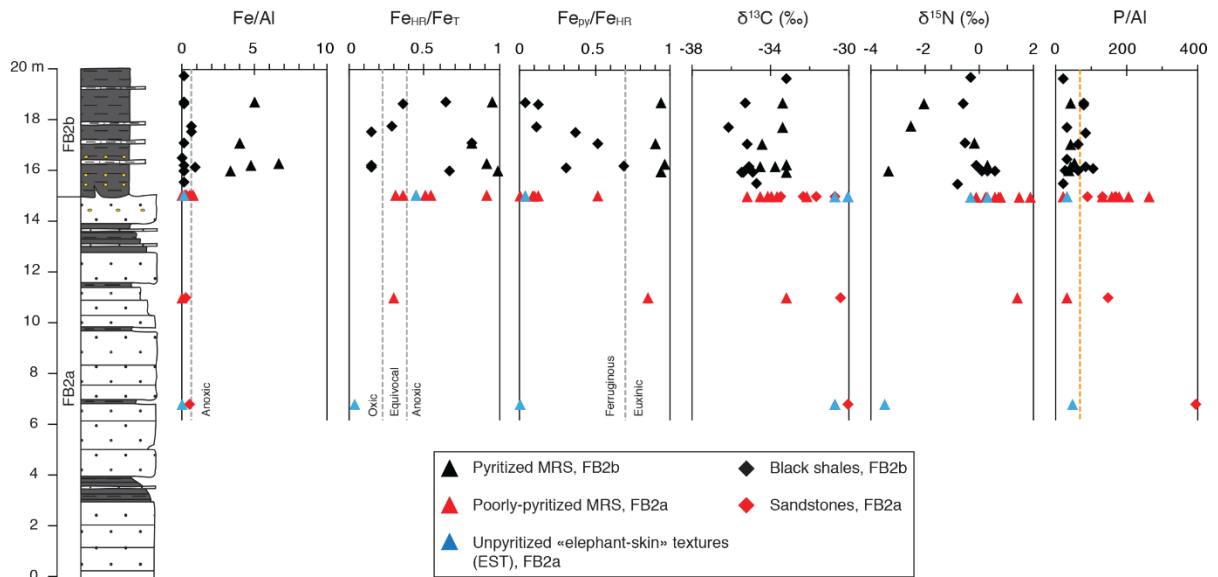 Fe/Al
FeHR/FeT
Fepy/FeHR
δ13C (‰)
δ15N (‰)
P/Al
0 5 10
0 0.5 1
0 0.5 1
-38 -34 -30
-4 -2 0 2
0 200 400
20 m
18
16
14
12
10
8
6
4
2
0
FB2b
FB2a
Anoxic
Oxic
Equivocal
Anoxic
Ferruginous
Euxinic
Pyritized MRS, FB2b
Black shales, FB2b
Poorly-pyritized MRS, FB2a
Sandstones, FB2a
Unpyritized «elephant-skin» textures
(EST), FB2a